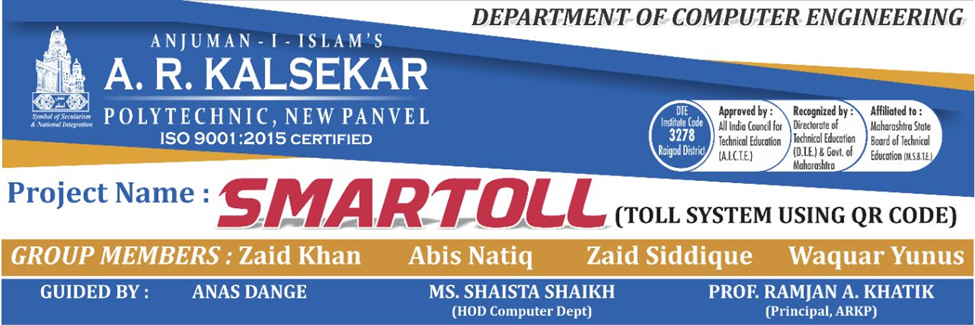 DEPARTMENT OF COMPUTER ENGINEERING
ANJUMAN - I - ISLAM'S
A. R. KALSEKAR
POLYTECHNIC, NEW PANVEL
ISO 9001:2015 CERTIFIED
Symbol of Secularism
& National Integration
DTE
Institute Code
3278
Raigad District
Approved by :
All India Council for
Technical Education
(A.I.C.T.E.)
Recognized by :
Directorate of
Technical Education
(D.T.E.) & Govt. of
Maharashtra
Affiliated to :
Maharashtra State
Board of Technical
Education (M.S.B.T.E.)
Project Name : SMARTOLL (TOLL SYSTEM USING QR CODE)
GROUP MEMBERS : Zaid Khan Abis Natiq Zaid Siddique Waquar Yunus
GUIDED BY : ANAS DANGE MS. SHAISTA SHAIKH PROF. RAMJAN A. KHATIK
(HOD Computer Dept) (Principal, ARKP)